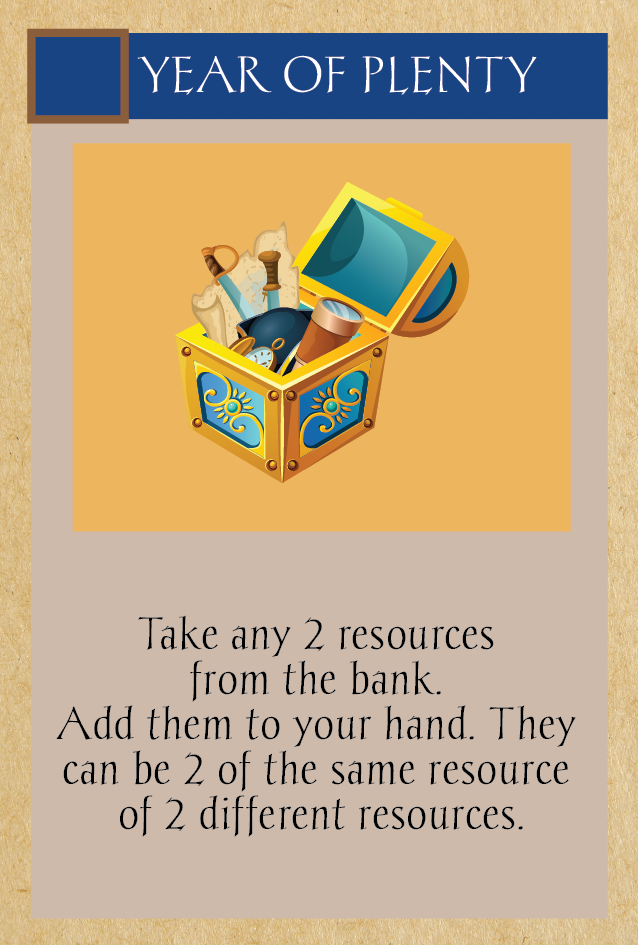 YEAR OF PLENTY
Take any 2 resources
from the bank.
Add them to your hand. They
can be 2 of the same resource
of 2 different resources.